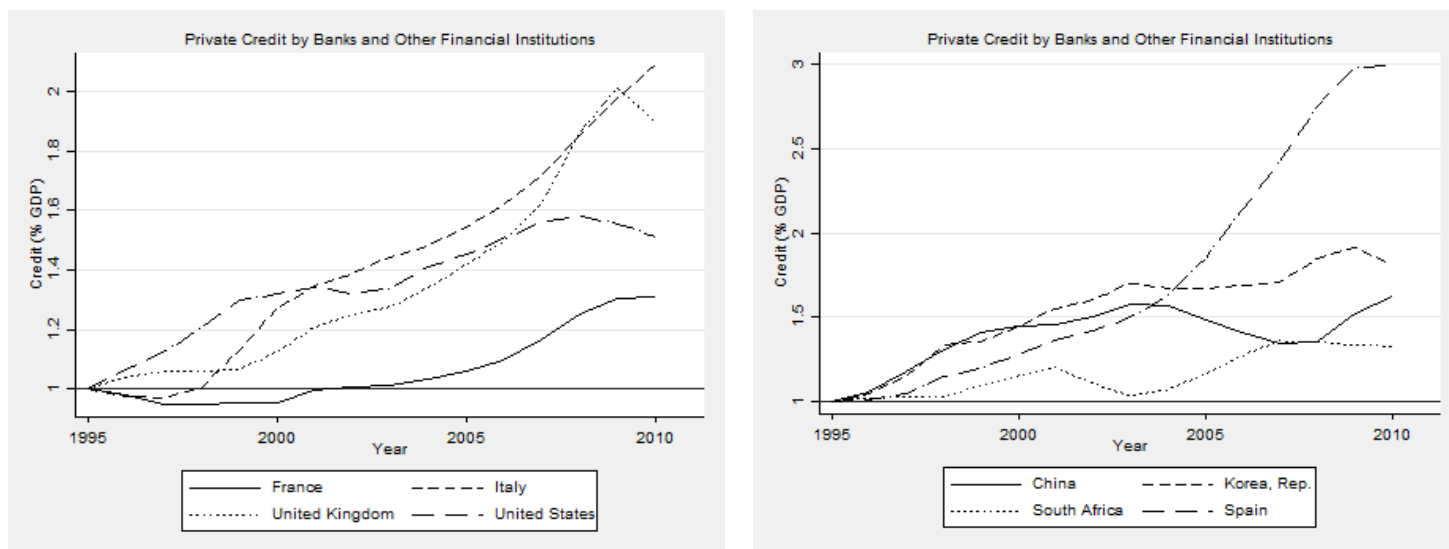 Private Credit by Banks and Other Financial Institutions
Credit (% GDP)
2
1.8
1.6
1.4
1.2
1
1995 2000 2005 2010
Year
France Italy
United Kingdom United States
Private Credit by Banks and Other Financial Institutions
Credit (% GDP)
3
2.5
2
1.5
1
1995 2000 2005 2010
Year
China Korea, Rep.
South Africa Spain